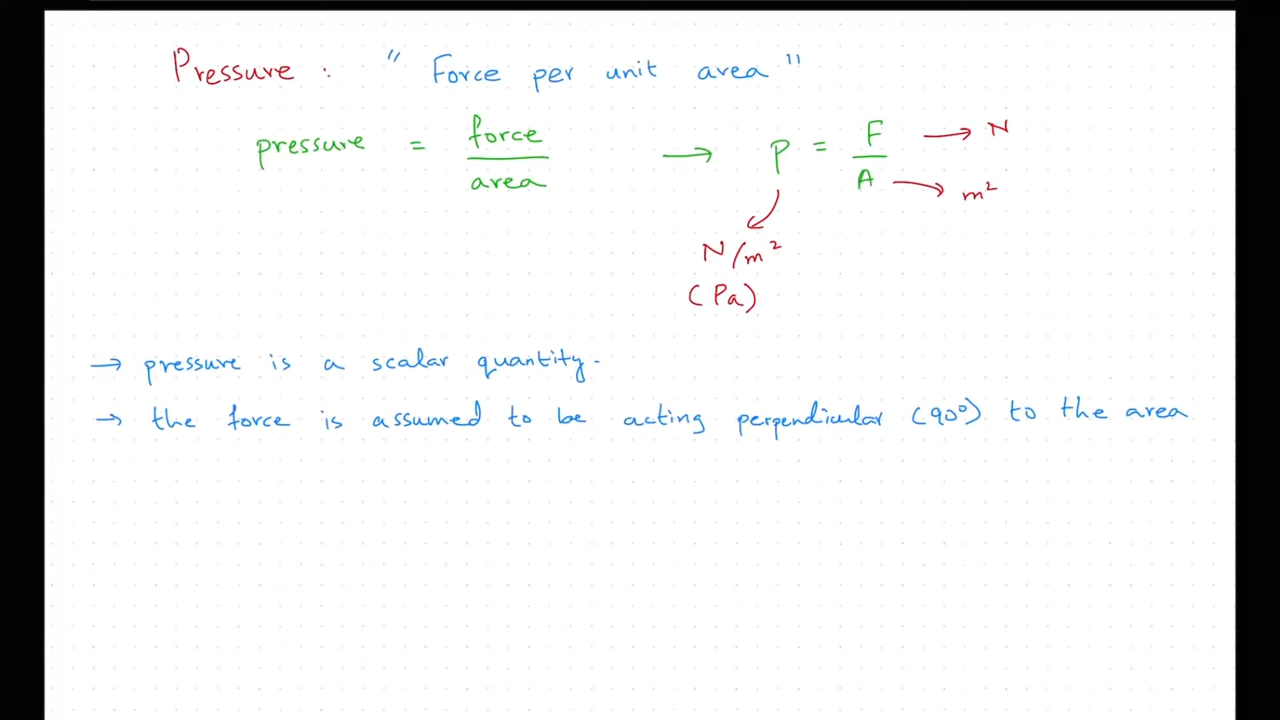 Pressure : " Force per unit area "
pressure = force / area → P = F / A
→ N
→ m²
N/m²
(Pa)
→ pressure is a scalar quantity.
→ the force is assumed to be acting perpendicular (90°) to the area